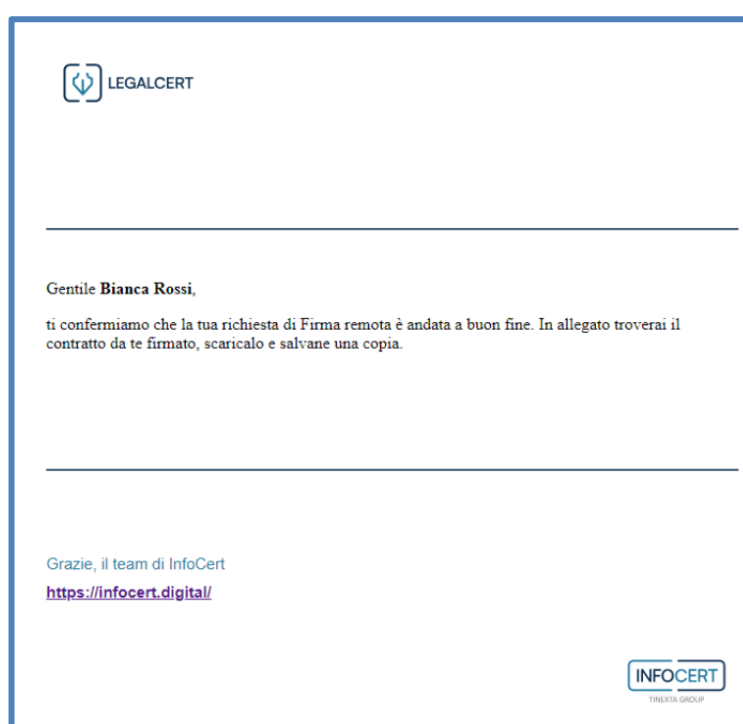 LEGALCERT
Gentile Bianca Rossi,
ti confermiamo che la tua richiesta di Firma remota è andata a buon fine. In allegato troverai il
contratto da te firmato, scaricalo e salvane una copia.
Grazie, il team di InfoCert
https://infocert.digital/
INFOCERT
TINEXTA GROUP